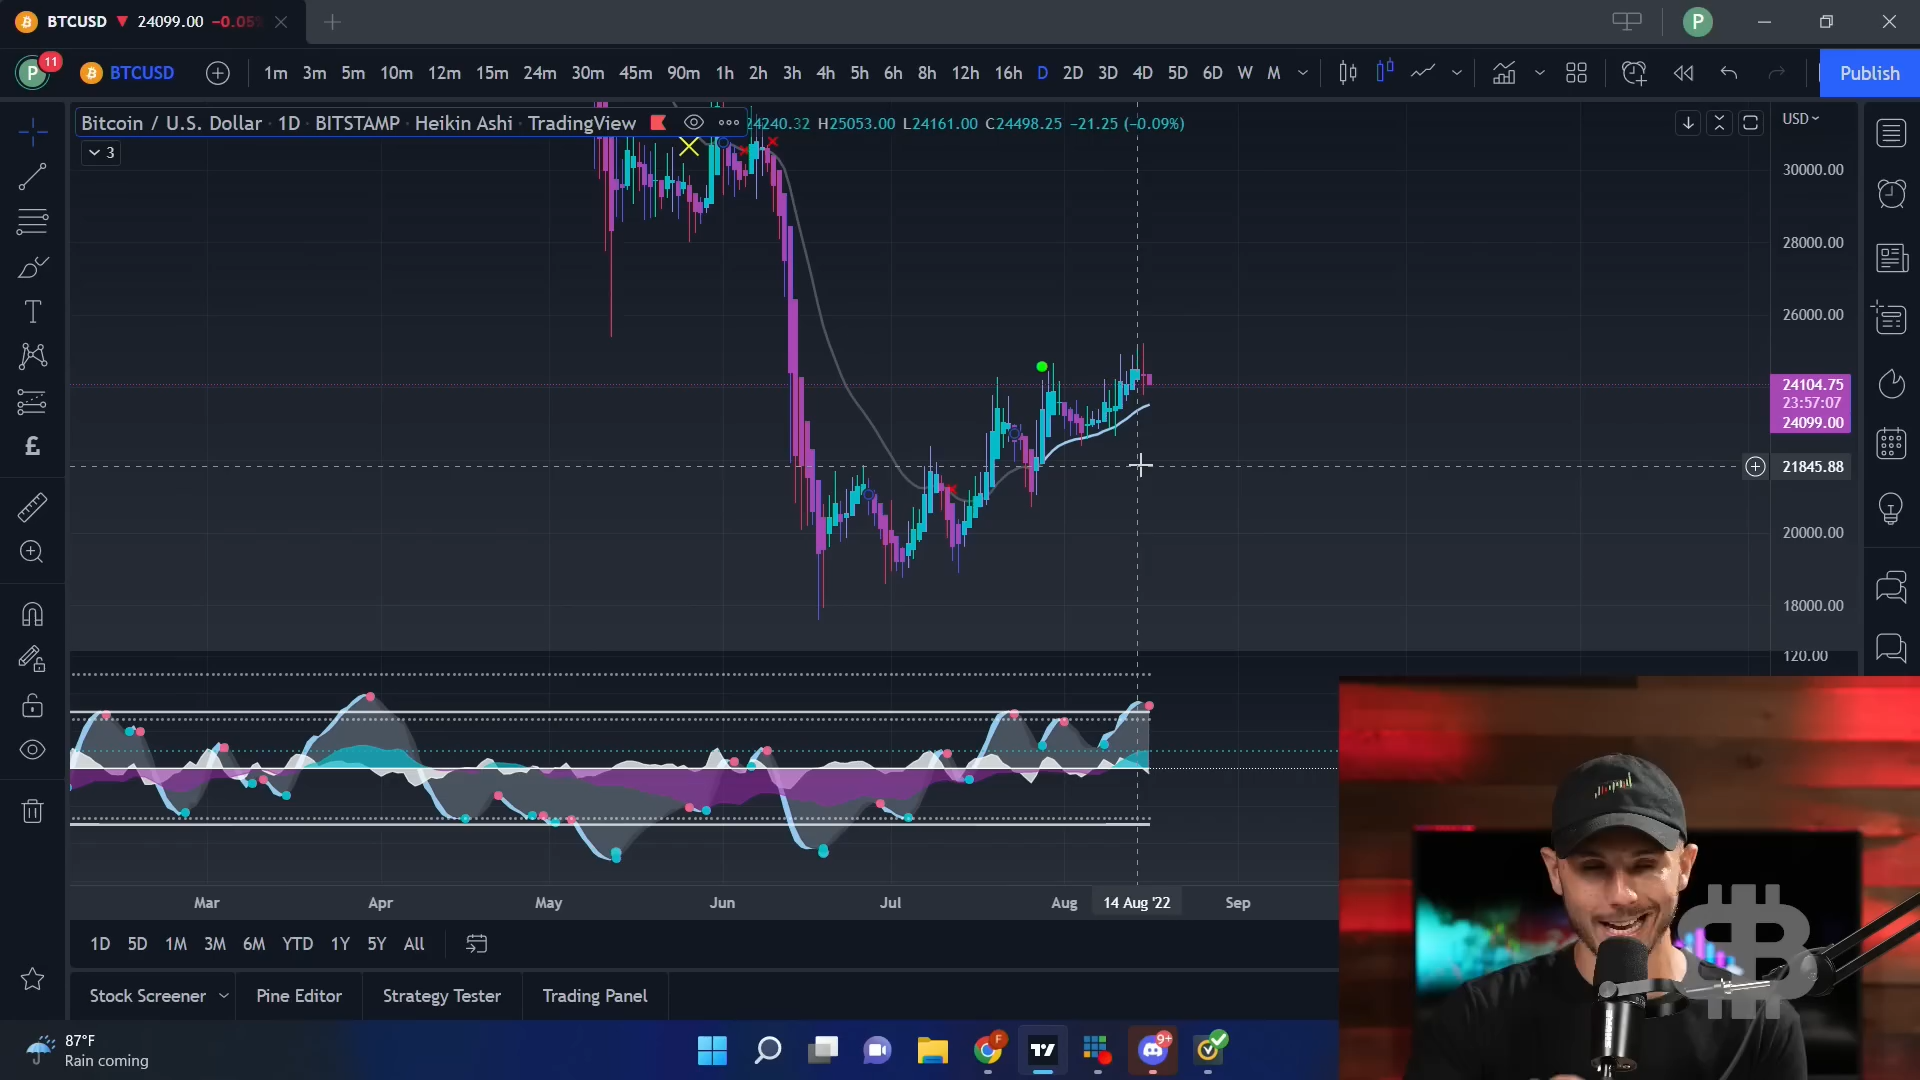 BTCUSD ▼ 24099.00 −0.05
P
P 11 BTCUSD 1m 3m 5m 10m 12m 15m 24m 30m 45m 90m 1h 2h 3h 4h 5h 6h 8h 12h 16h D 2D 3D 4D 5D 6D W M Publish
Bitcoin / U.S. Dollar · 1D · BITSTAMP · Heikin Ashi · TradingView 24240.32 H25053.00 L24161.00 C24498.25 −21.25 (−0.09%)
3
USD
30000.00
28000.00
26000.00
24104.75
23:57:07
24099.00
21845.88
20000.00
18000.00
120.00
Mar Apr May Jun Jul Aug 14 Aug '22 Sep
1D 5D 1M 3M 6M YTD 1Y 5Y All
Stock Screener Pine Editor Strategy Tester Trading Panel
87°F
Rain coming
F
9+